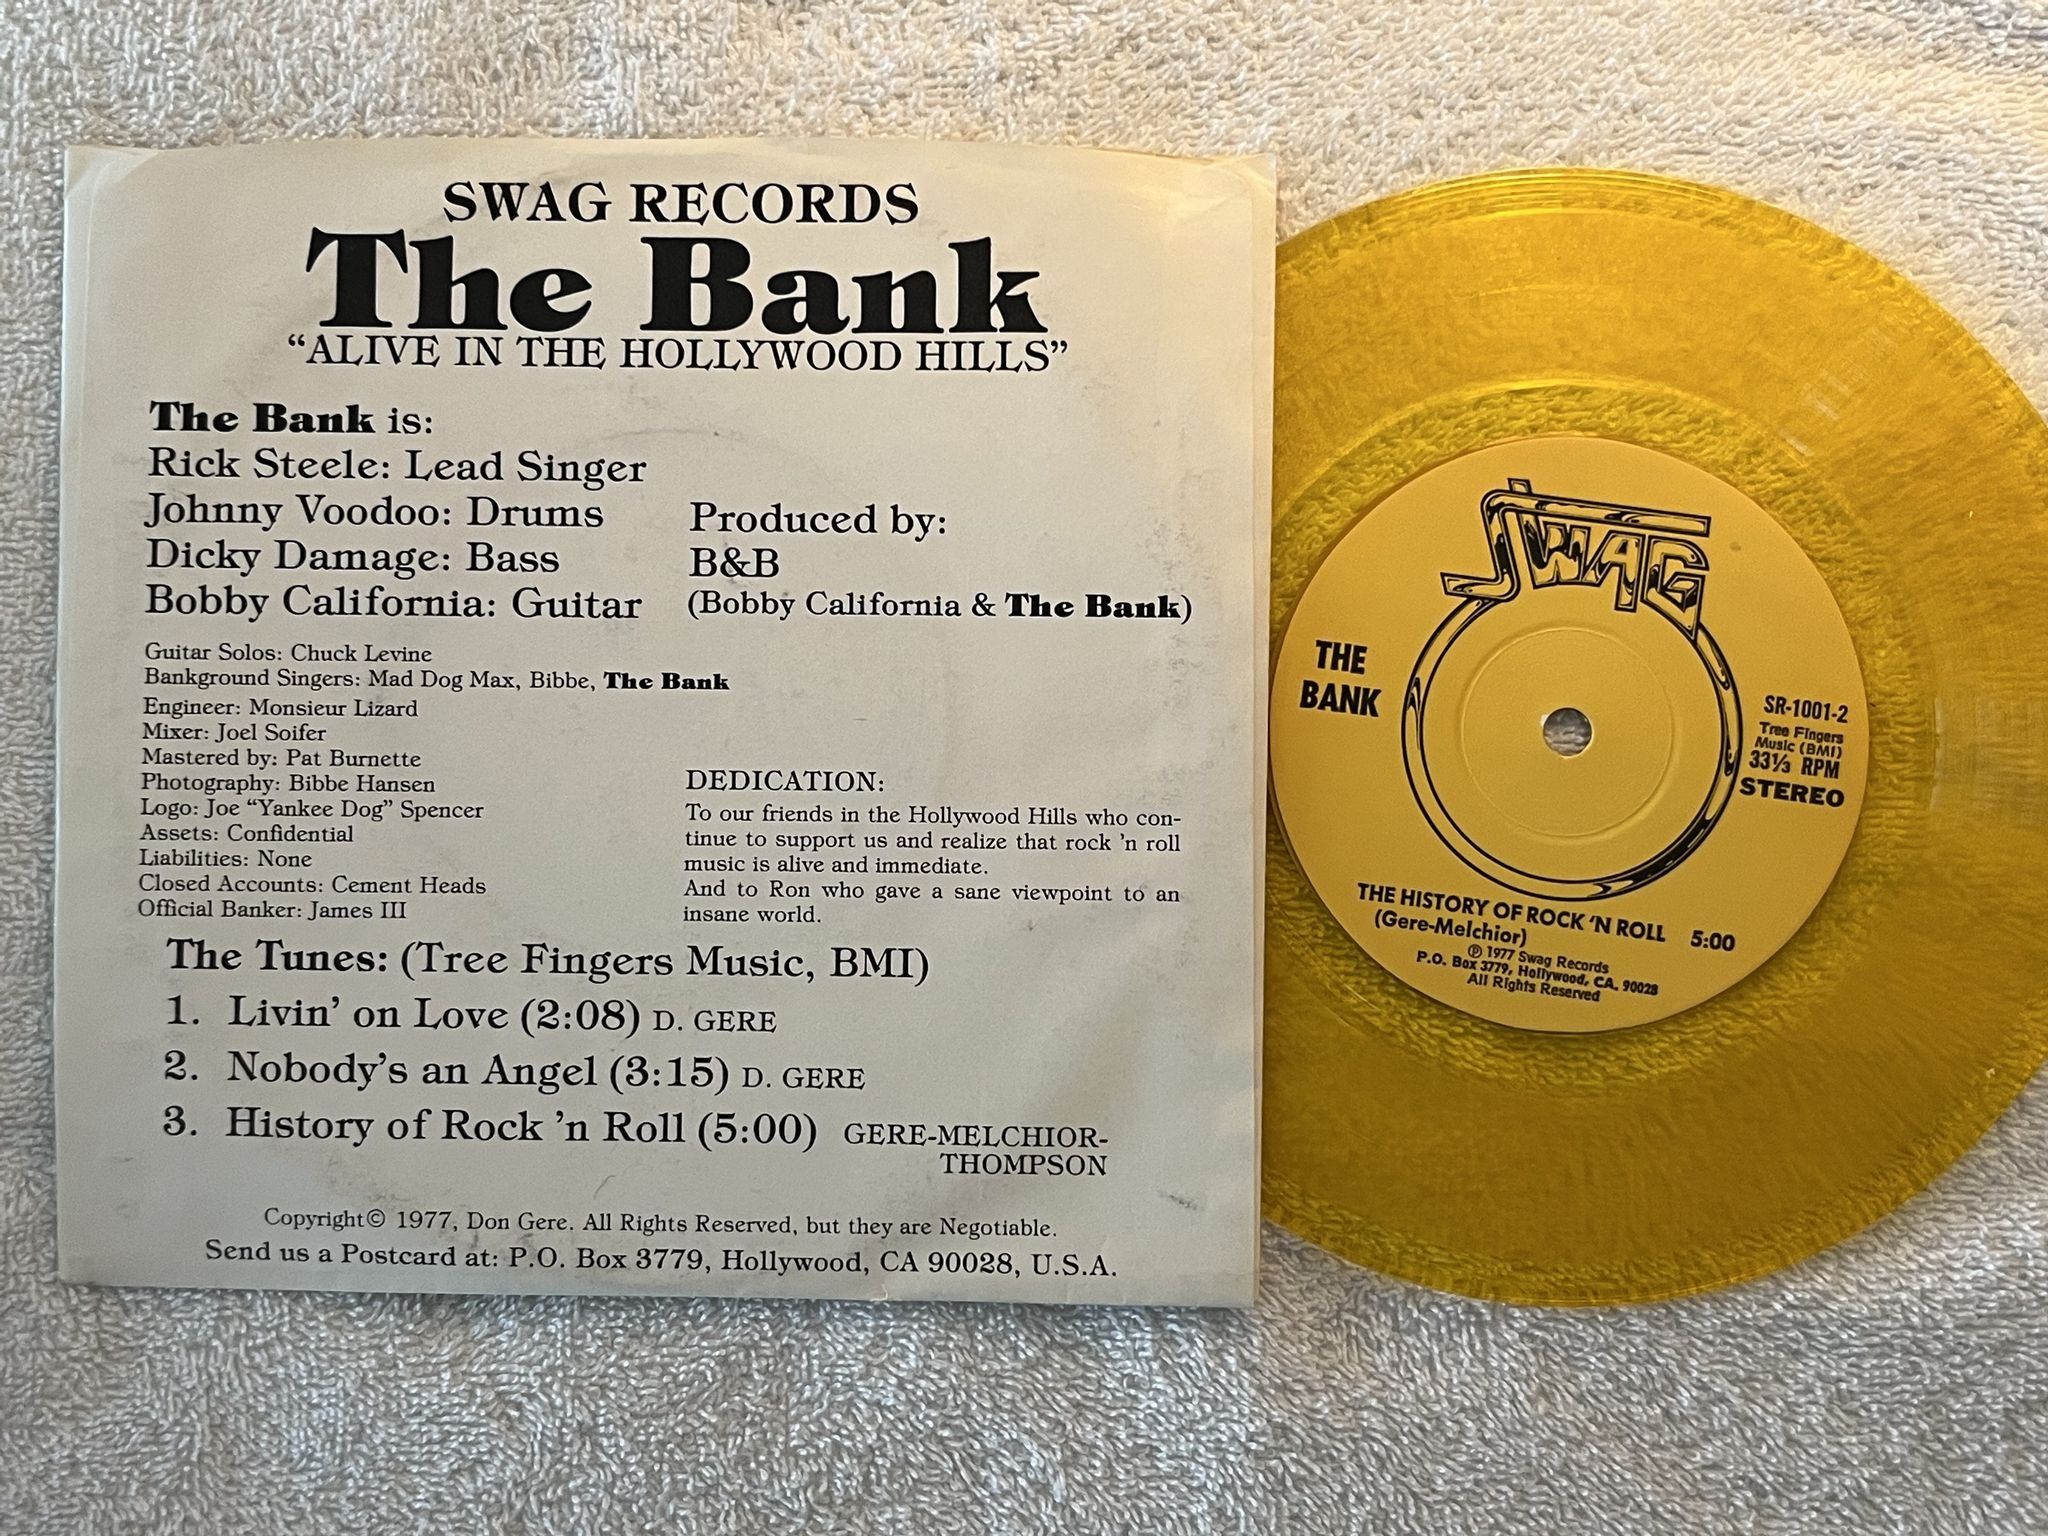 SWAG RECORDS
The Bank
“ALIVE IN THE HOLLYWOOD HILLS”
The Bank is:
Rick Steele: Lead Singer
Johnny Voodoo: Drums
Dicky Damage: Bass
Bobby California: Guitar
Produced by:
B&B
(Bobby California & The Bank)
Guitar Solos: Chuck Levine
Bankground Singers: Mad Dog Max, Bibbe, The Bank
Engineer: Monsieur Lizard
Mixer: Joel Soifer
Mastered by: Pat Burnette
Photography: Bibbe Hansen
Logo: Joe “Yankee Dog” Spencer
Assets: Confidential
Liabilities: None
Closed Accounts: Cement Heads
Official Banker: James III
DEDICATION:
To our friends in the Hollywood Hills who con-
tinue to support us and realize that rock ’n roll
music is alive and immediate.
And to Ron who gave a sane viewpoint to an
insane world.
The Tunes: (Tree Fingers Music, BMI)
1. Livin’ on Love (2:08) D. GERE
2. Nobody’s an Angel (3:15) D. GERE
3. History of Rock ’n Roll (5:00) GERE-MELCHIOR-
THOMPSON
Copyright© 1977, Don Gere. All Rights Reserved, but they are Negotiable.
Send us a Postcard at: P.O. Box 3779, Hollywood, CA 90028, U.S.A.
SWAG
THE
BANK
SR-1001-2
Tree Fingers
Music (BMI)
33⅓ RPM
STEREO
THE HISTORY OF ROCK ’N ROLL 5:00
(Gere-Melchior)
℗ 1977 Swag Records
P.O. Box 3779, Hollywood, CA. 90028
All Rights Reserved